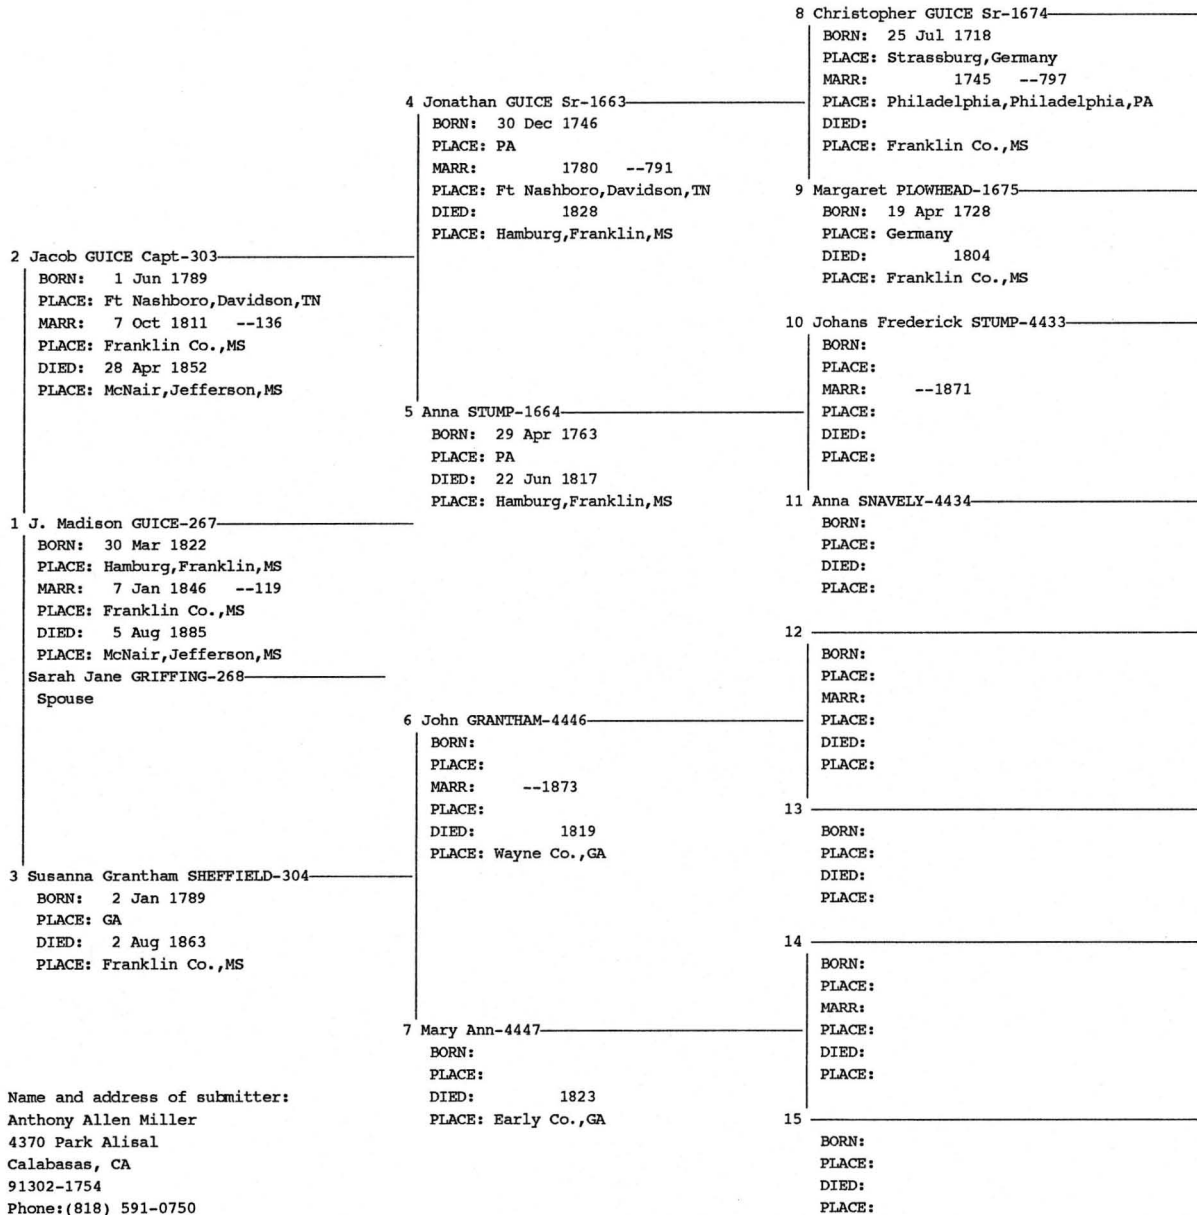 8 Christopher GUICE Sr-1674
BORN: 25 Jul 1718
PLACE: Strassburg,Germany
MARR: 1745 --797
PLACE: Philadelphia,Philadelphia,PA
DIED:
PLACE: Franklin Co.,MS
4 Jonathan GUICE Sr-1663
BORN: 30 Dec 1746
PLACE: PA
MARR: 1780 --791
PLACE: Ft Nashboro,Davidson,TN
DIED: 1828
PLACE: Hamburg,Franklin,MS
9 Margaret PLOWHEAD-1675
BORN: 19 Apr 1728
PLACE: Germany
DIED: 1804
PLACE: Franklin Co.,MS
2 Jacob GUICE Capt-303
BORN: 1 Jun 1789
PLACE: Ft Nashboro,Davidson,TN
MARR: 7 Oct 1811 --136
PLACE: Franklin Co.,MS
DIED: 28 Apr 1852
PLACE: McNair,Jefferson,MS
10 Johans Frederick STUMP-4433
BORN:
PLACE:
MARR: --1871
PLACE:
DIED:
PLACE:
5 Anna STUMP-1664
BORN: 29 Apr 1763
PLACE: PA
DIED: 22 Jun 1817
PLACE: Hamburg,Franklin,MS
11 Anna SNAVELY-4434
BORN:
PLACE:
DIED:
PLACE:
1 J. Madison GUICE-267
BORN: 30 Mar 1822
PLACE: Hamburg,Franklin,MS
MARR: 7 Jan 1846 --119
PLACE: Franklin Co.,MS
DIED: 5 Aug 1885
PLACE: McNair,Jefferson,MS
Sarah Jane GRIFFING-268
Spouse
12
BORN:
PLACE:
MARR:
PLACE:
DIED:
PLACE:
6 John GRANTHAM-4446
BORN:
PLACE:
MARR: --1873
PLACE:
DIED: 1819
PLACE: Wayne Co.,GA
13
BORN:
PLACE:
DIED:
PLACE:
3 Susanna Grantham SHEFFIELD-304
BORN: 2 Jan 1789
PLACE: GA
DIED: 2 Aug 1863
PLACE: Franklin Co.,MS
14
BORN:
PLACE:
MARR:
PLACE:
DIED:
PLACE:
7 Mary Ann-4447
BORN:
PLACE:
DIED: 1823
PLACE: Early Co.,GA
15
BORN:
PLACE:
DIED:
PLACE:
Name and address of submitter:
Anthony Allen Miller
4370 Park Alisal
Calabasas, CA
91302-1754
Phone:(818) 591-0750